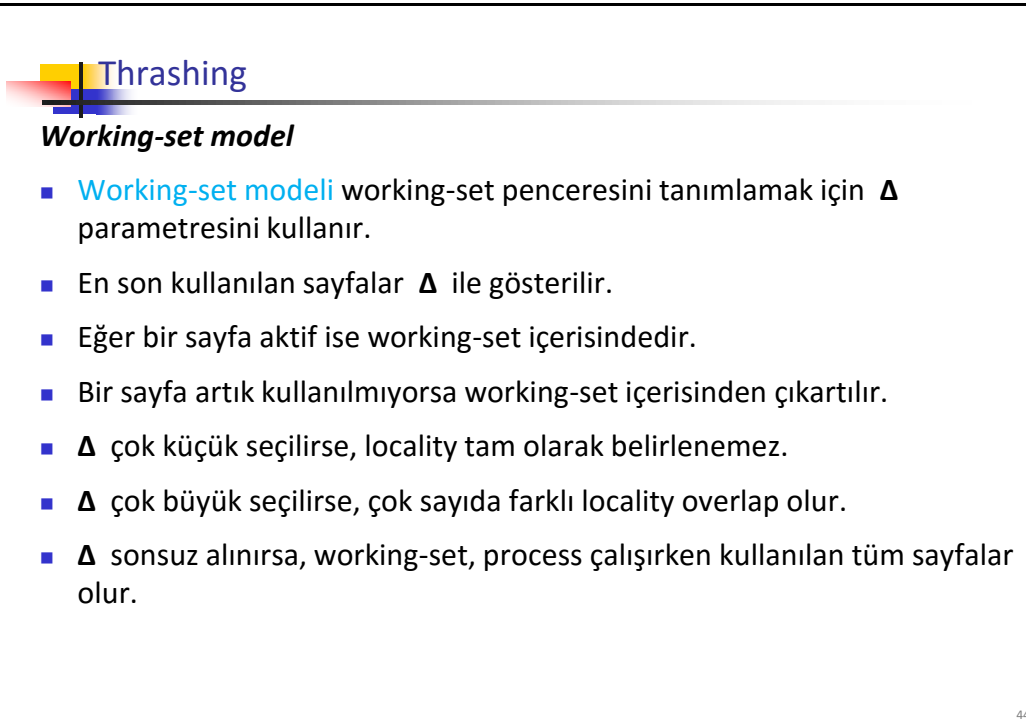 Thrashing
Working-set model
Working-set modeli working-set penceresini tanımlamak için Δ
parametresini kullanır.
En son kullanılan sayfalar Δ ile gösterilir.
Eğer bir sayfa aktif ise working-set içerisindedir.
Bir sayfa artık kullanılmıyorsa working-set içerisinden çıkartılır.
Δ çok küçük seçilirse, locality tam olarak belirlenemez.
Δ çok büyük seçilirse, çok sayıda farklı locality overlap olur.
Δ sonsuz alınırsa, working-set, process çalışırken kullanılan tüm sayfalar
olur.
44